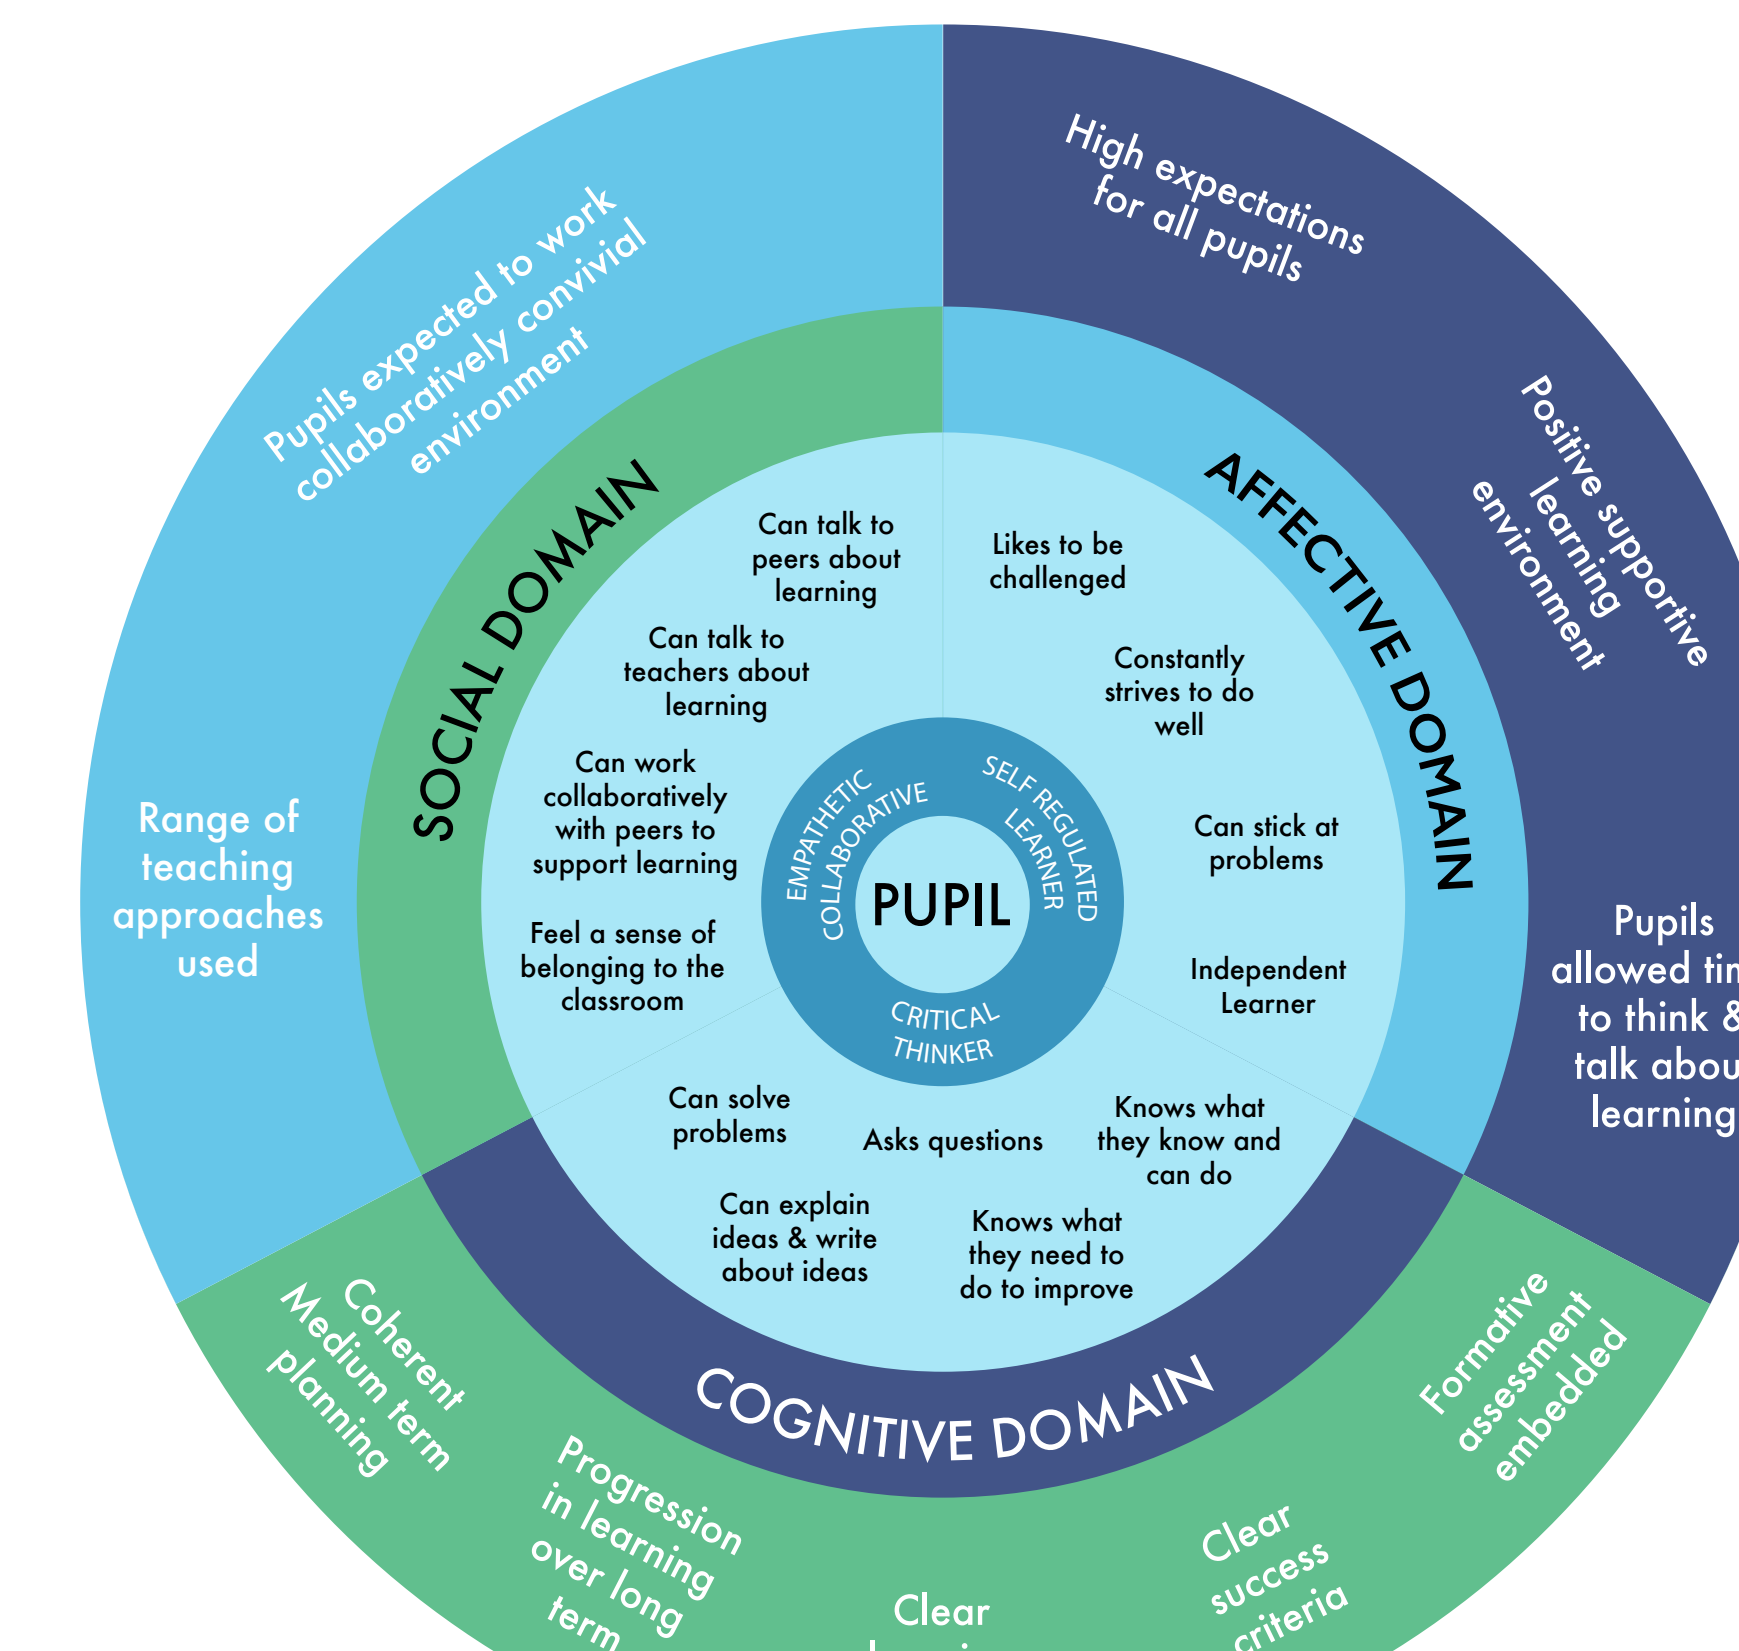 High expectations
for all pupils
Positive supportive
learning
environment
Pupils
allowed
to think &
talk
learning
Pupils expected to work
collaboratively convivial
environment
Range of
teaching
approaches
used
SOCIAL DOMAIN
AFFECTIVE DOMAIN
COGNITIVE DOMAIN
Can talk to
peers about
learning
Can talk to
teachers about
learning
Can work
collaboratively
with peers to
support learning
Feel a sense of
belonging to the
classroom
Likes to be
challenged
Constantly
strives to do
well
Can stick at
problems
Independent
Learner
EMPATHETIC
COLLABORATIVE
SELF REGULATED
LEARNER
PUPIL
CRITICAL
THINKER
Can solve
problems
Asks questions
Knows what
they know and
can do
Can explain
ideas & write
about ideas
Knows what
they need to
do to improve
Coherent
Medium term
planning
Progression
in learning
over long
term
Clear
Clear
success
criteria
Formative
assessment
embedded